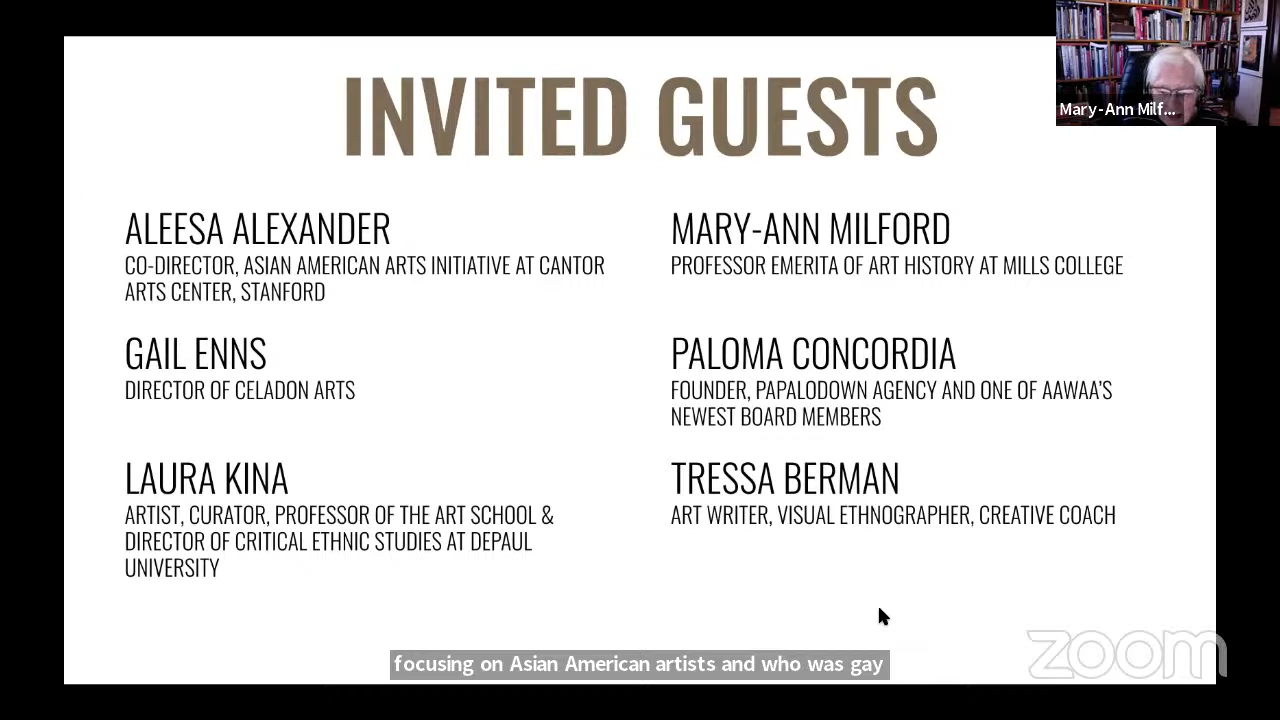 INVITED GUESTS
Mary-Ann Milf...
ALEESA ALEXANDER
CO-DIRECTOR, ASIAN AMERICAN ARTS INITIATIVE AT CANTOR
ARTS CENTER, STANFORD
GAIL ENNS
DIRECTOR OF CELADON ARTS
LAURA KINA
ARTIST, CURATOR, PROFESSOR OF THE ART SCHOOL &
DIRECTOR OF CRITICAL ETHNIC STUDIES AT DEPAUL
UNIVERSITY
MARY-ANN MILFORD
PROFESSOR EMERITA OF ART HISTORY AT MILLS COLLEGE
PALOMA CONCORDIA
FOUNDER, PAPALODOWN AGENCY AND ONE OF AAWAA'S
NEWEST BOARD MEMBERS
TRESSA BERMAN
ART WRITER, VISUAL ETHNOGRAPHER, CREATIVE COACH
focusing on Asian American artists and who was gay
zoom